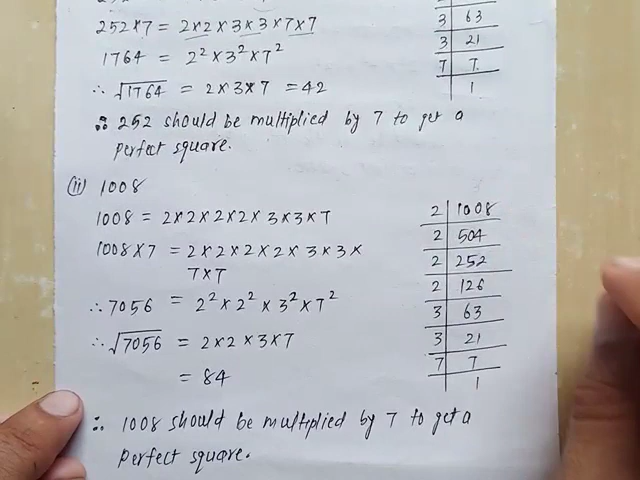 252×7 = 2×2×3×3×7×7
1764 = 2² × 3² × 7²
∴ √1764 = 2×3×7 = 42
∴ 252 should be multiplied by 7 to get a
perfect square.
3 | 63
3 | 21
7 | 7
1
(ii) 1008
1008 = 2×2×2×2×3×3×7
1008×7 = 2×2×2×2×3×3×
7×7
∴ 7056 = 2² × 2² × 3² × 7²
∴ √7056 = 2×2×3×7
= 84
2 | 1008
2 | 504
2 | 252
2 | 126
3 | 63
3 | 21
7 | 7
1
∴ 1008 should be multiplied by 7 to get a
perfect square.